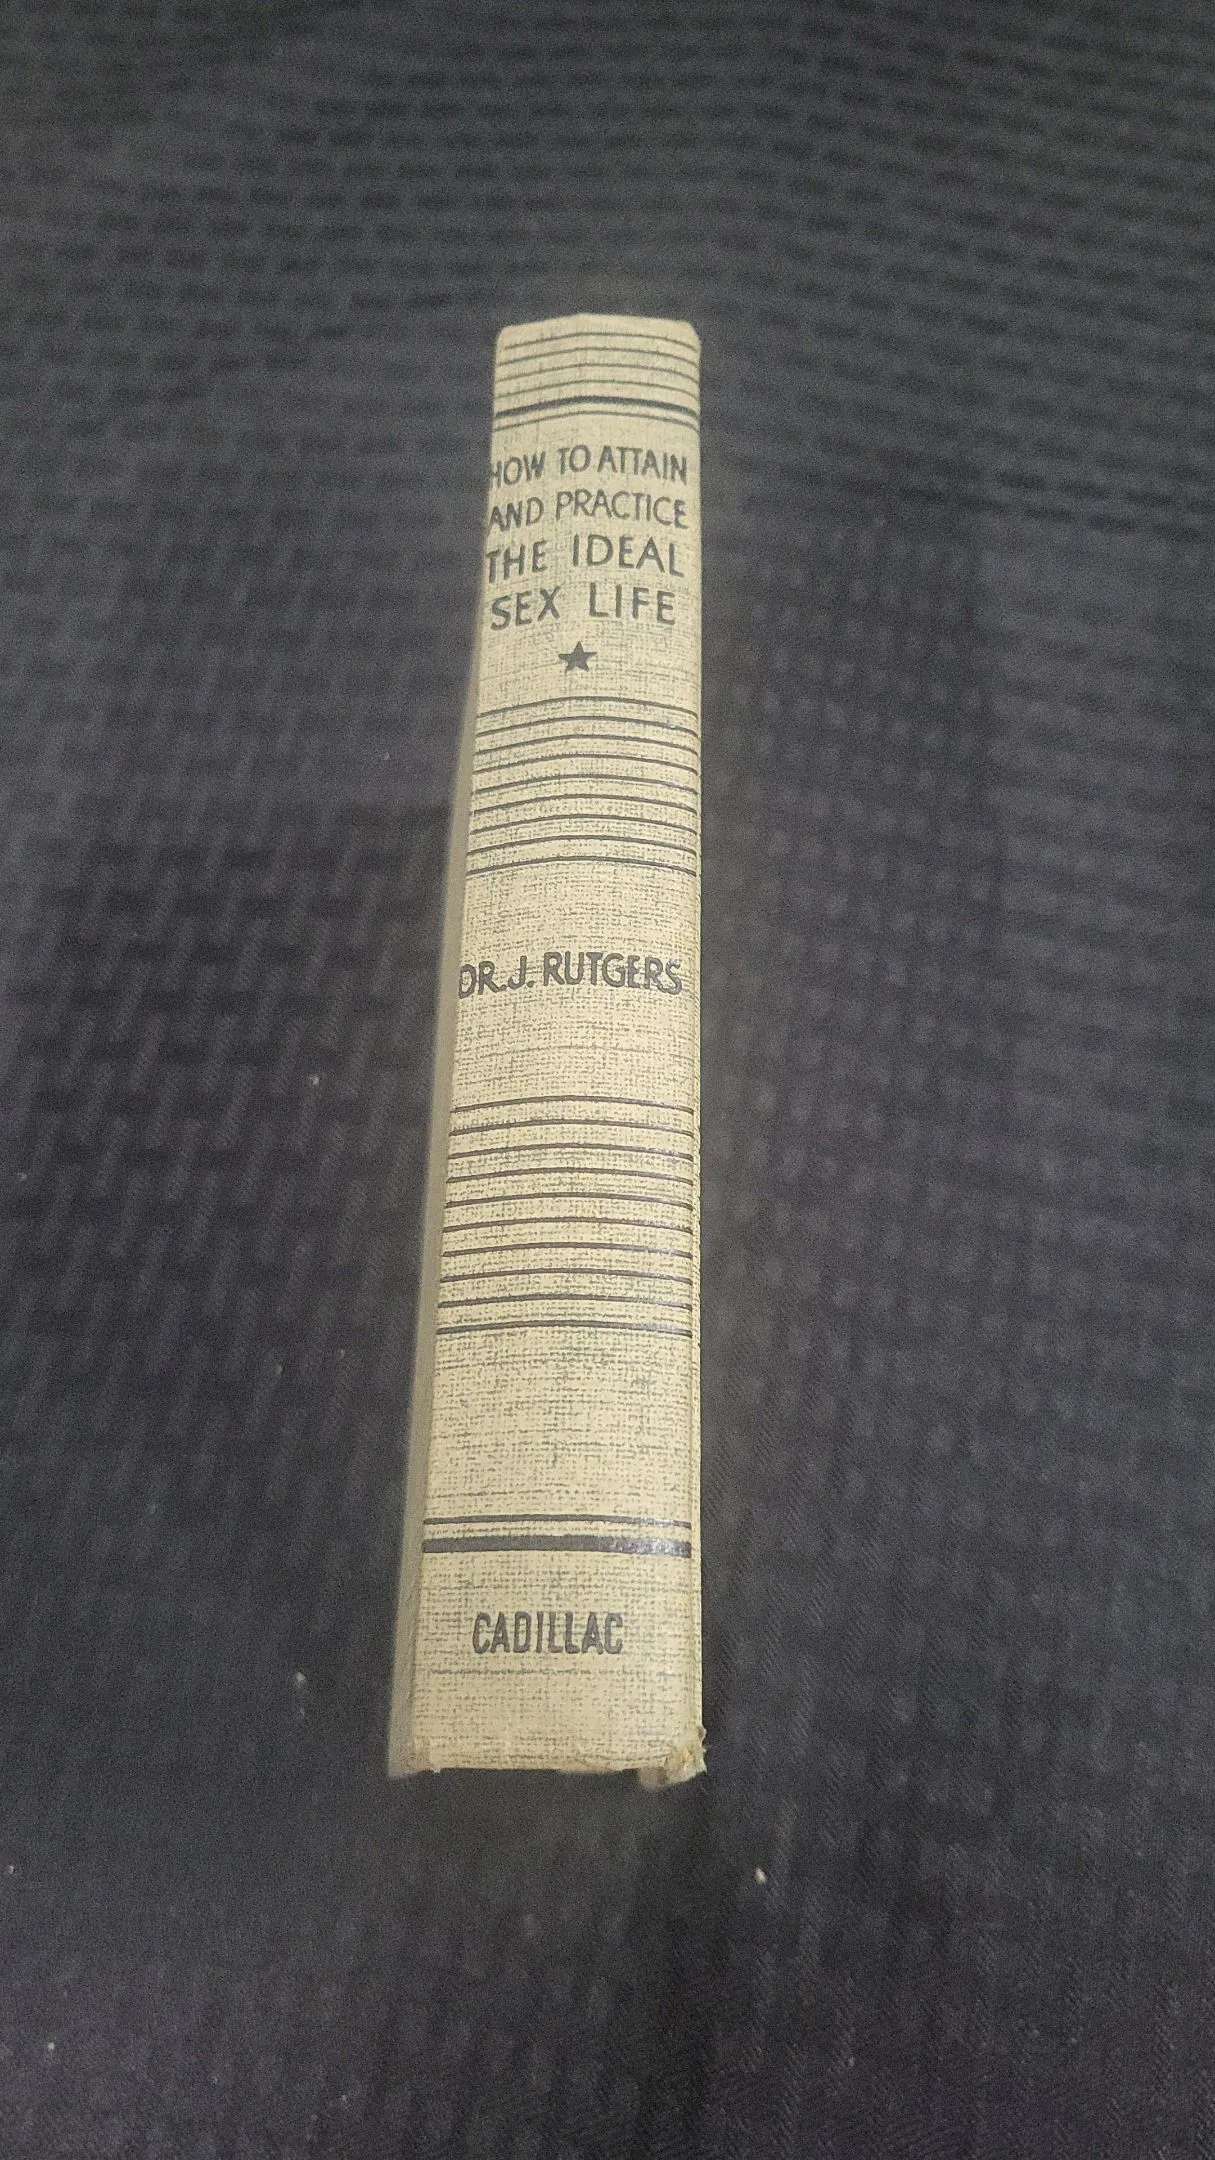 HOW TO ATTAIN
AND PRACTICE
THE IDEAL
SEX LIFE
DR. J. RUTGERS
CADILLAC